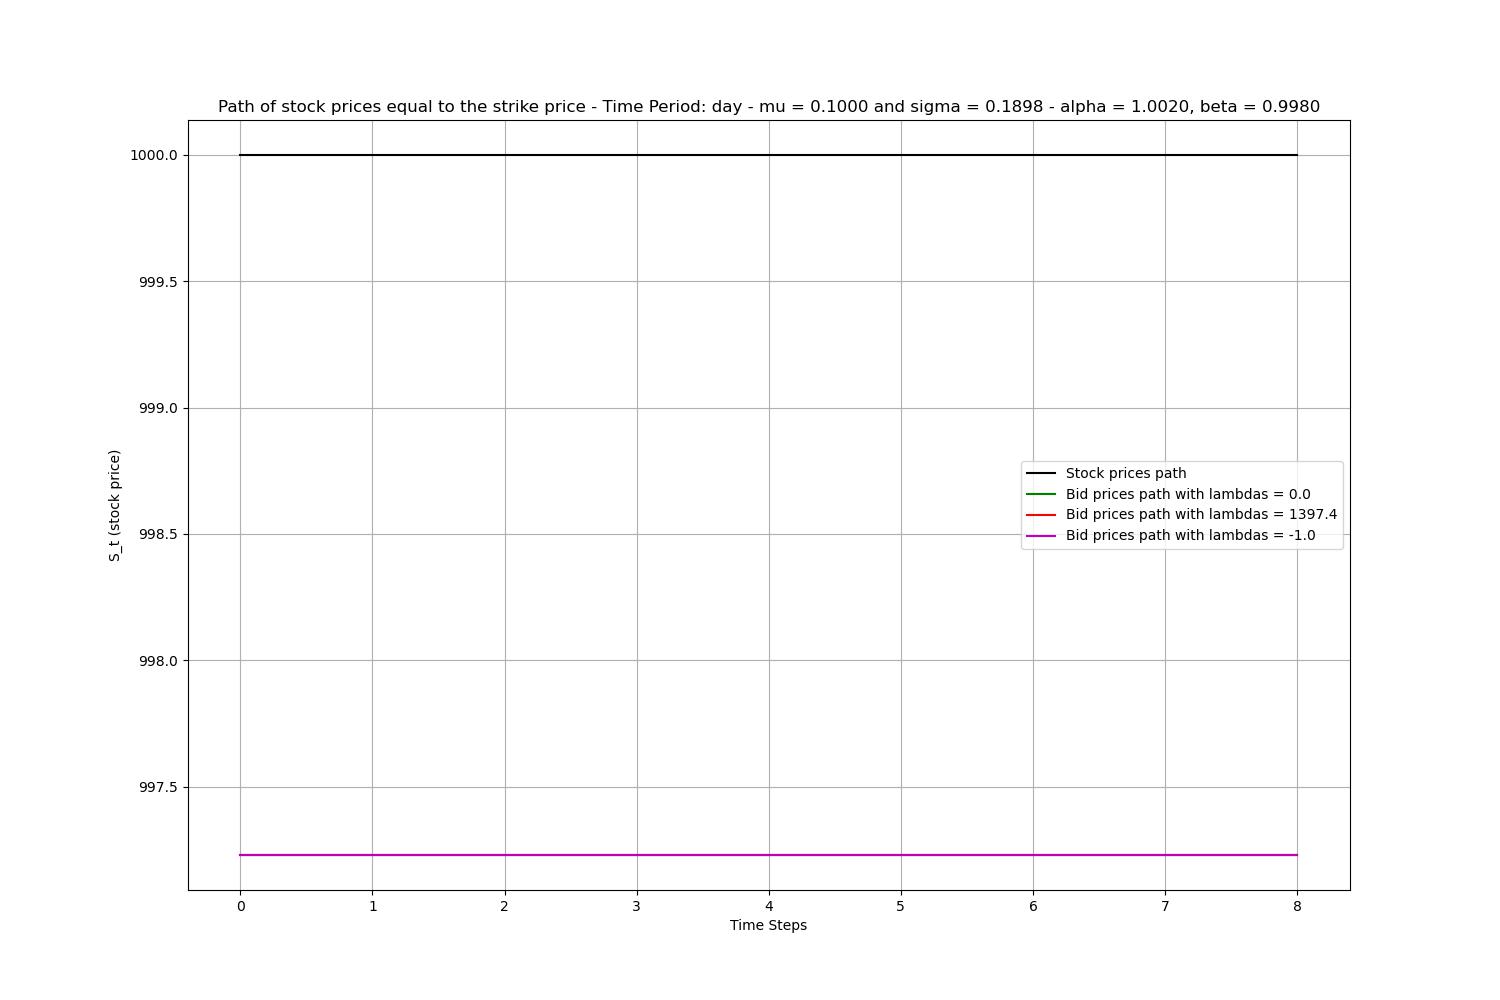 Path of stock prices equal to the strike price - Time Period: day - mu = 0.1000 and sigma = 0.1898 - alpha = 1.0020, beta = 0.9980
1000.0
999.5
999.0
998.5
998.0
997.5
S_t (stock price)
Stock prices path
Bid prices path with lambdas = 0.0
Bid prices path with lambdas = 1397.4
Bid prices path with lambdas = -1.0
0 1 2 3 4 5 6 7 8
Time Steps